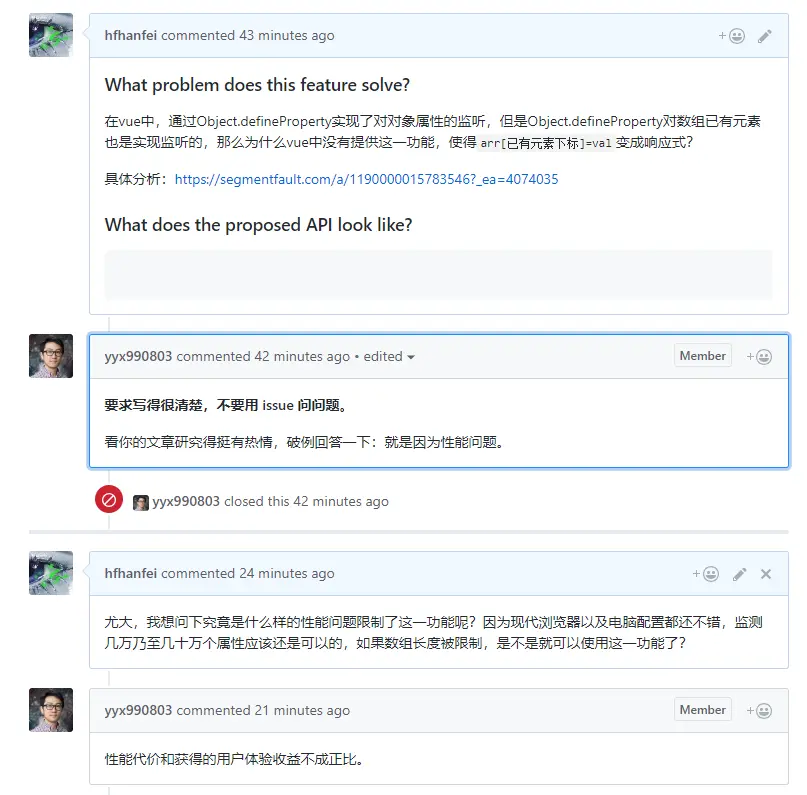 hfhanfei commented 43 minutes ago
What problem does this feature solve?
在vue中，通过Object.defineProperty实现了对对象属性的监听，但是Object.defineProperty对数组已有元素
也是实现监听的，那么为什么vue中没有提供这一功能，使得 arr[已有元素下标]=val 变成响应式？
具体分析：https://segmentfault.com/a/1190000015783546?_ea=4074035
What does the proposed API look like?
yyx990803 commented 42 minutes ago • edited
Member
要求写得很清楚，不要用 issue 问问题。
看你的文章研究得挺有热情，破例回答一下：就是因为性能问题。
yyx990803 closed this 42 minutes ago
hfhanfei commented 24 minutes ago
尤大，我想问下究竟是什么样的性能问题限制了这一功能呢？因为现代浏览器以及电脑配置都还不错，监测
几万乃至几十万个属性应该还是可以的，如果数组长度被限制，是不是就可以使用这一功能了？
yyx990803 commented 21 minutes ago
Member
性能代价和获得的用户体验收益不成正比。